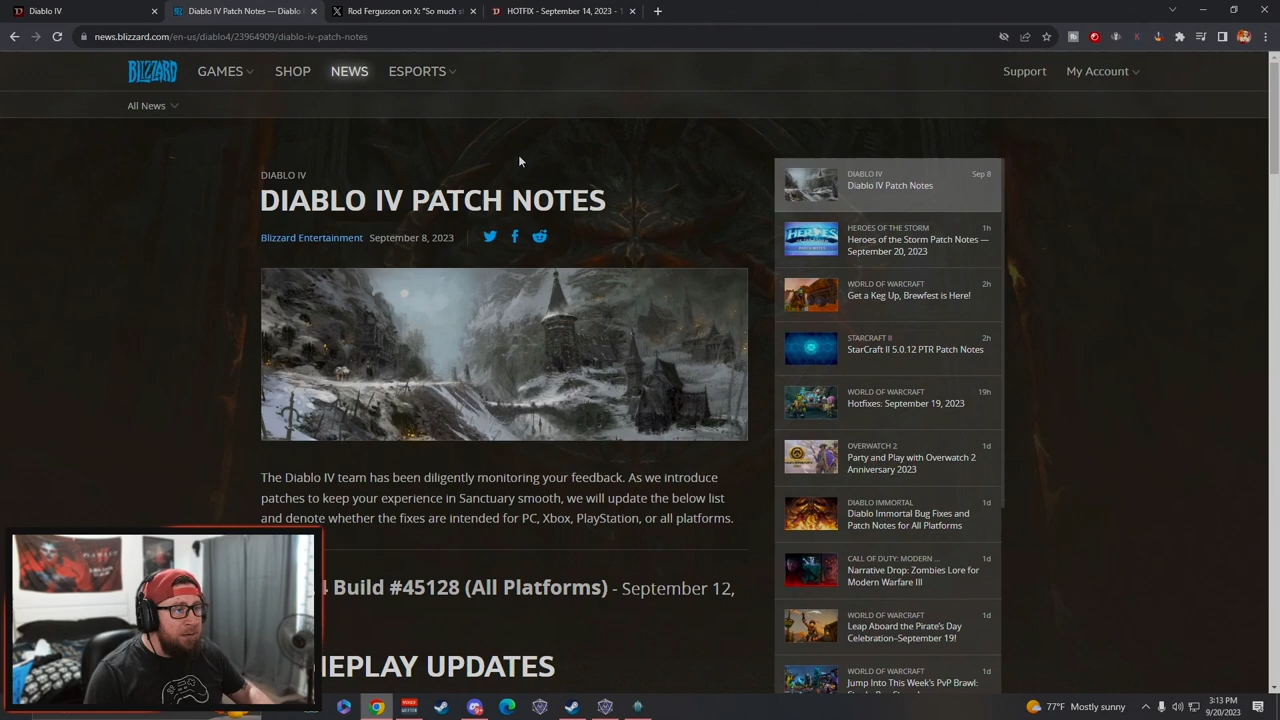 Diablo IV
Diablo IV Patch Notes — Diablo I
Rod Fergusson on X: "So much s
HOTFIX - September 14, 2023 - 1
news.blizzard.com/en-us/diablo4/23964909/diablo-iv-patch-notes
BLIZZARD
GAMES
SHOP
NEWS
ESPORTS
Support
My Account
All News
DIABLO IV
DIABLO IV PATCH NOTES
Blizzard Entertainment
September 8, 2023
The Diablo IV team has been diligently monitoring your feedback. As we introduce
patches to keep your experience in Sanctuary smooth, we will update the below list
and denote whether the fixes are intended for PC, Xbox, PlayStation, or all platforms.
4 Build #45128 (All Platforms) - September 12,
EPLAY UPDATES
DIABLO IV
Sep 8
Diablo IV Patch Notes
HEROES OF THE STORM
1h
Heroes of the Storm Patch Notes —
September 20, 2023
WORLD OF WARCRAFT
2h
Get a Keg Up, Brewfest is Here!
STARCRAFT II
2h
StarCraft II 5.0.12 PTR Patch Notes
WORLD OF WARCRAFT
19h
Hotfixes: September 19, 2023
OVERWATCH 2
1d
Party and Play with Overwatch 2
Anniversary 2023
DIABLO IMMORTAL
1d
Diablo Immortal Bug Fixes and
Patch Notes for All Platforms
CALL OF DUTY: MODERN ...
1d
Narrative Drop: Zombies Lore for
Modern Warfare III
WORLD OF WARCRAFT
1d
Leap Aboard the Pirate's Day
Celebration–September 19!
WORLD OF WARCRAFT
1d
Jump Into This Week's PvP Brawl:
77°F Mostly sunny
3:13 PM
9/20/2023